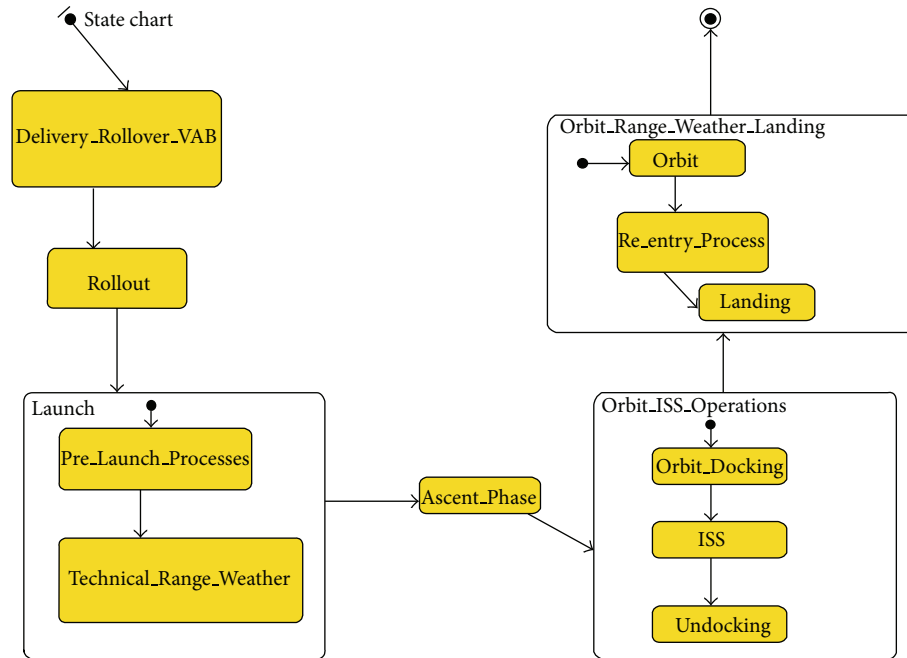 State chart
Delivery_Rollover_VAB
Rollout
Launch
Pre_Launch_Processes
Technical_Range_Weather
Ascent_Phase
Orbit_ISS_Operations
Orbit_Docking
ISS
Undocking
Orbit_Range_Weather_Landing
Orbit
Re_entry_Process
Landing